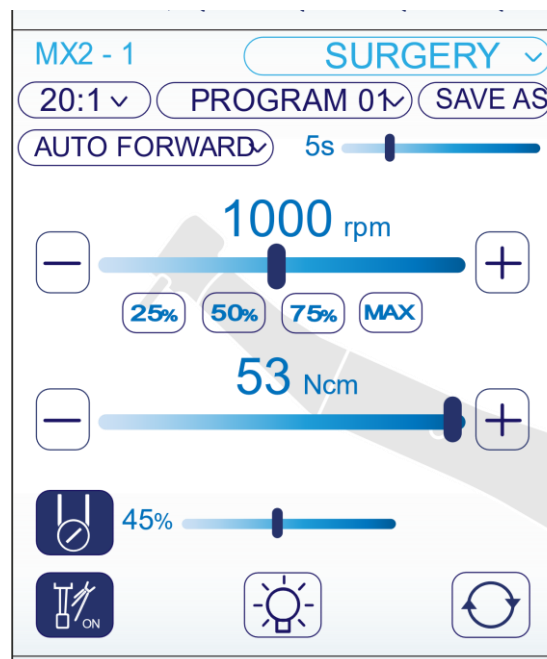 MX2 - 1 SURGERY
20:1 PROGRAM 01 SAVE AS
AUTO FORWARD 5s
1000 rpm
25% 50% 75% MAX
53 Ncm
45%
ON